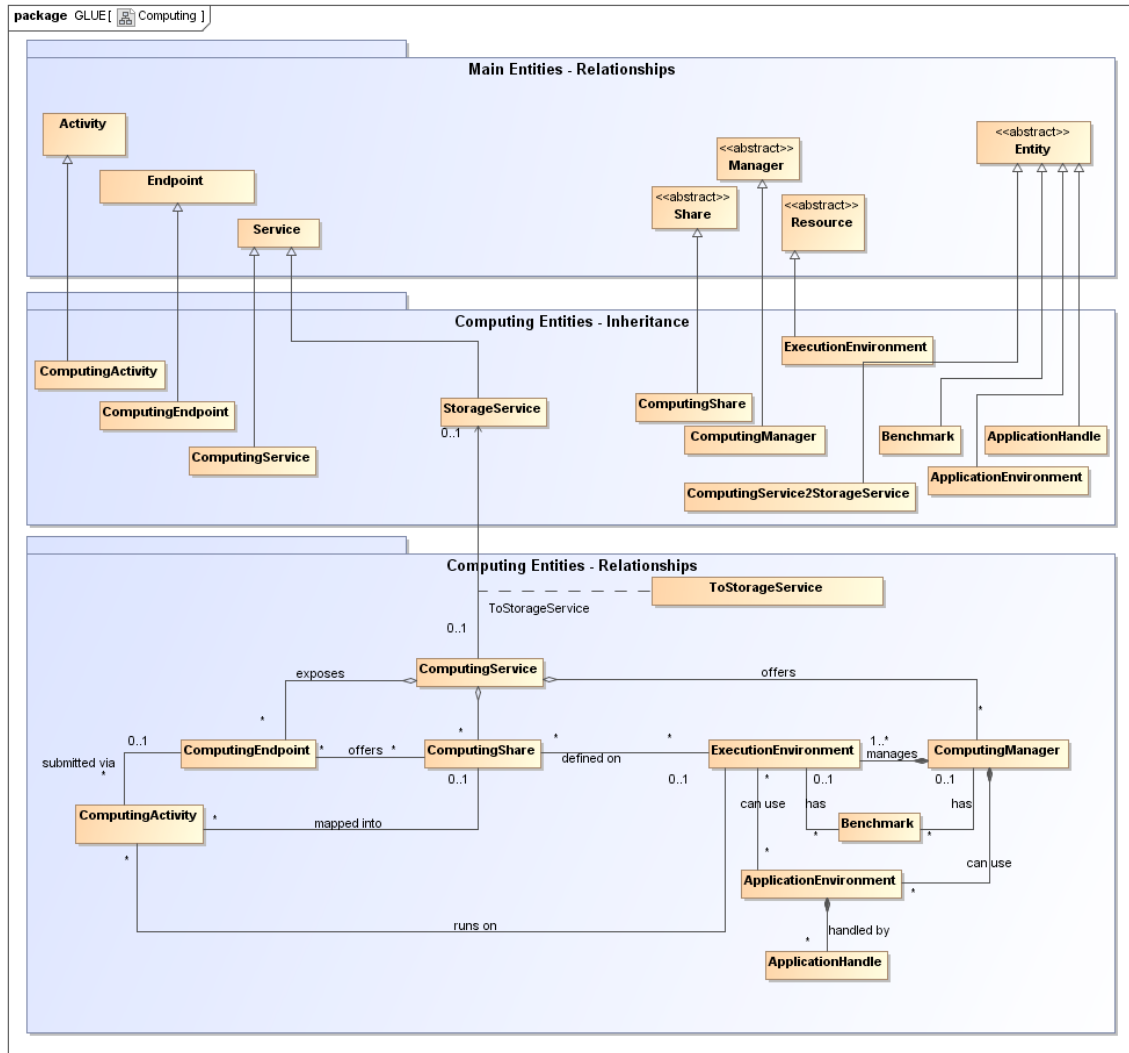 package GLUE[ Computing ]
Main Entities - Relationships
Activity
<<abstract>>
Entity
<<abstract>>
Manager
Endpoint
<<abstract>>
Share
<<abstract>>
Resource
Service
Computing Entities - Inheritance
ExecutionEnvironment
ComputingActivity
ComputingEndpoint
StorageService
0..1
ComputingShare
ComputingManager
Benchmark
ApplicationHandle
ComputingService
ApplicationEnvironment
ComputingService2StorageService
Computing Entities - Relationships
ToStorageService
ToStorageService
0..1
ComputingService
exposes
offers
*
*
*
0..1
ComputingEndpoint
*
offers
*
ComputingShare
*
defined on
*
ExecutionEnvironment
1..*
manages
ComputingManager
submitted via
*
0..1
0..1
*
0..1
0..1
can use
has
has
ComputingActivity
*
mapped into
Benchmark
*
*
*
*
can use
ApplicationEnvironment
*
runs on
handled by
*
ApplicationHandle